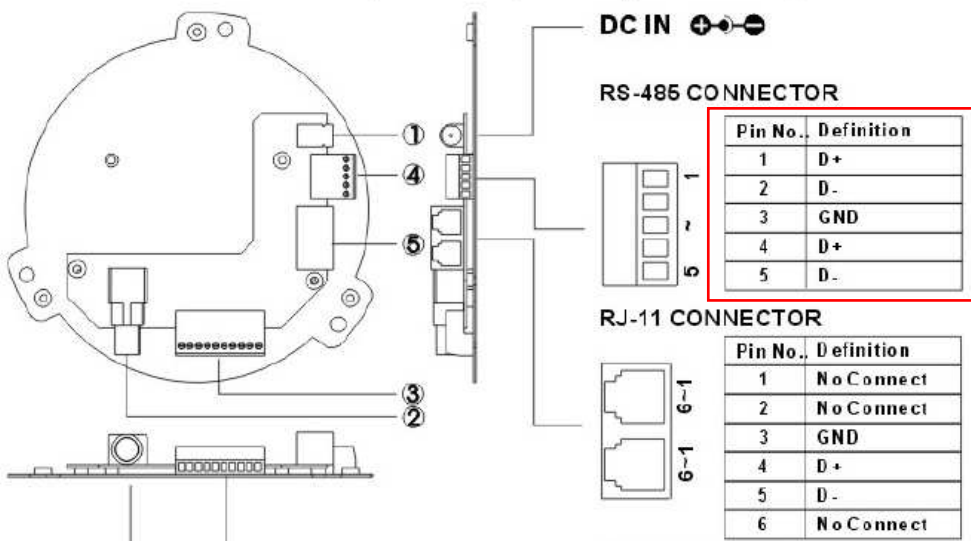 DC IN
RS-485 CONNECTOR
Pin No.. Definition
1 D+
2 D-
3 GND
4 D+
5 D-
1 ~ 5
RJ-11 CONNECTOR
Pin No.. Definition
1 No Connect
2 No Connect
3 GND
4 D+
5 D-
6 No Connect
6~1
6~1
①
④
⑤
③
②